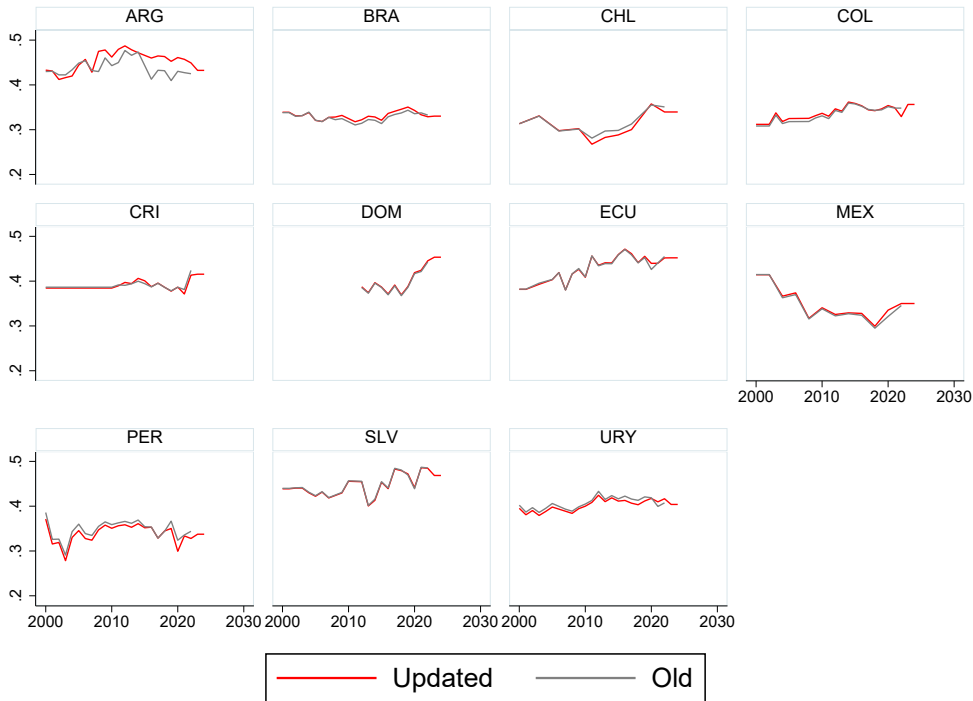 ARG BRA CHL COL
.5
.4
.3
.2
CRI DOM ECU MEX
.5
.4
.3
.2
2000 2010 2020 2030
PER SLV URY
.5
.4
.3
.2
2000 2010 2020 2030 2000 2010 2020 2030 2000 2010 2020 2030
Updated Old